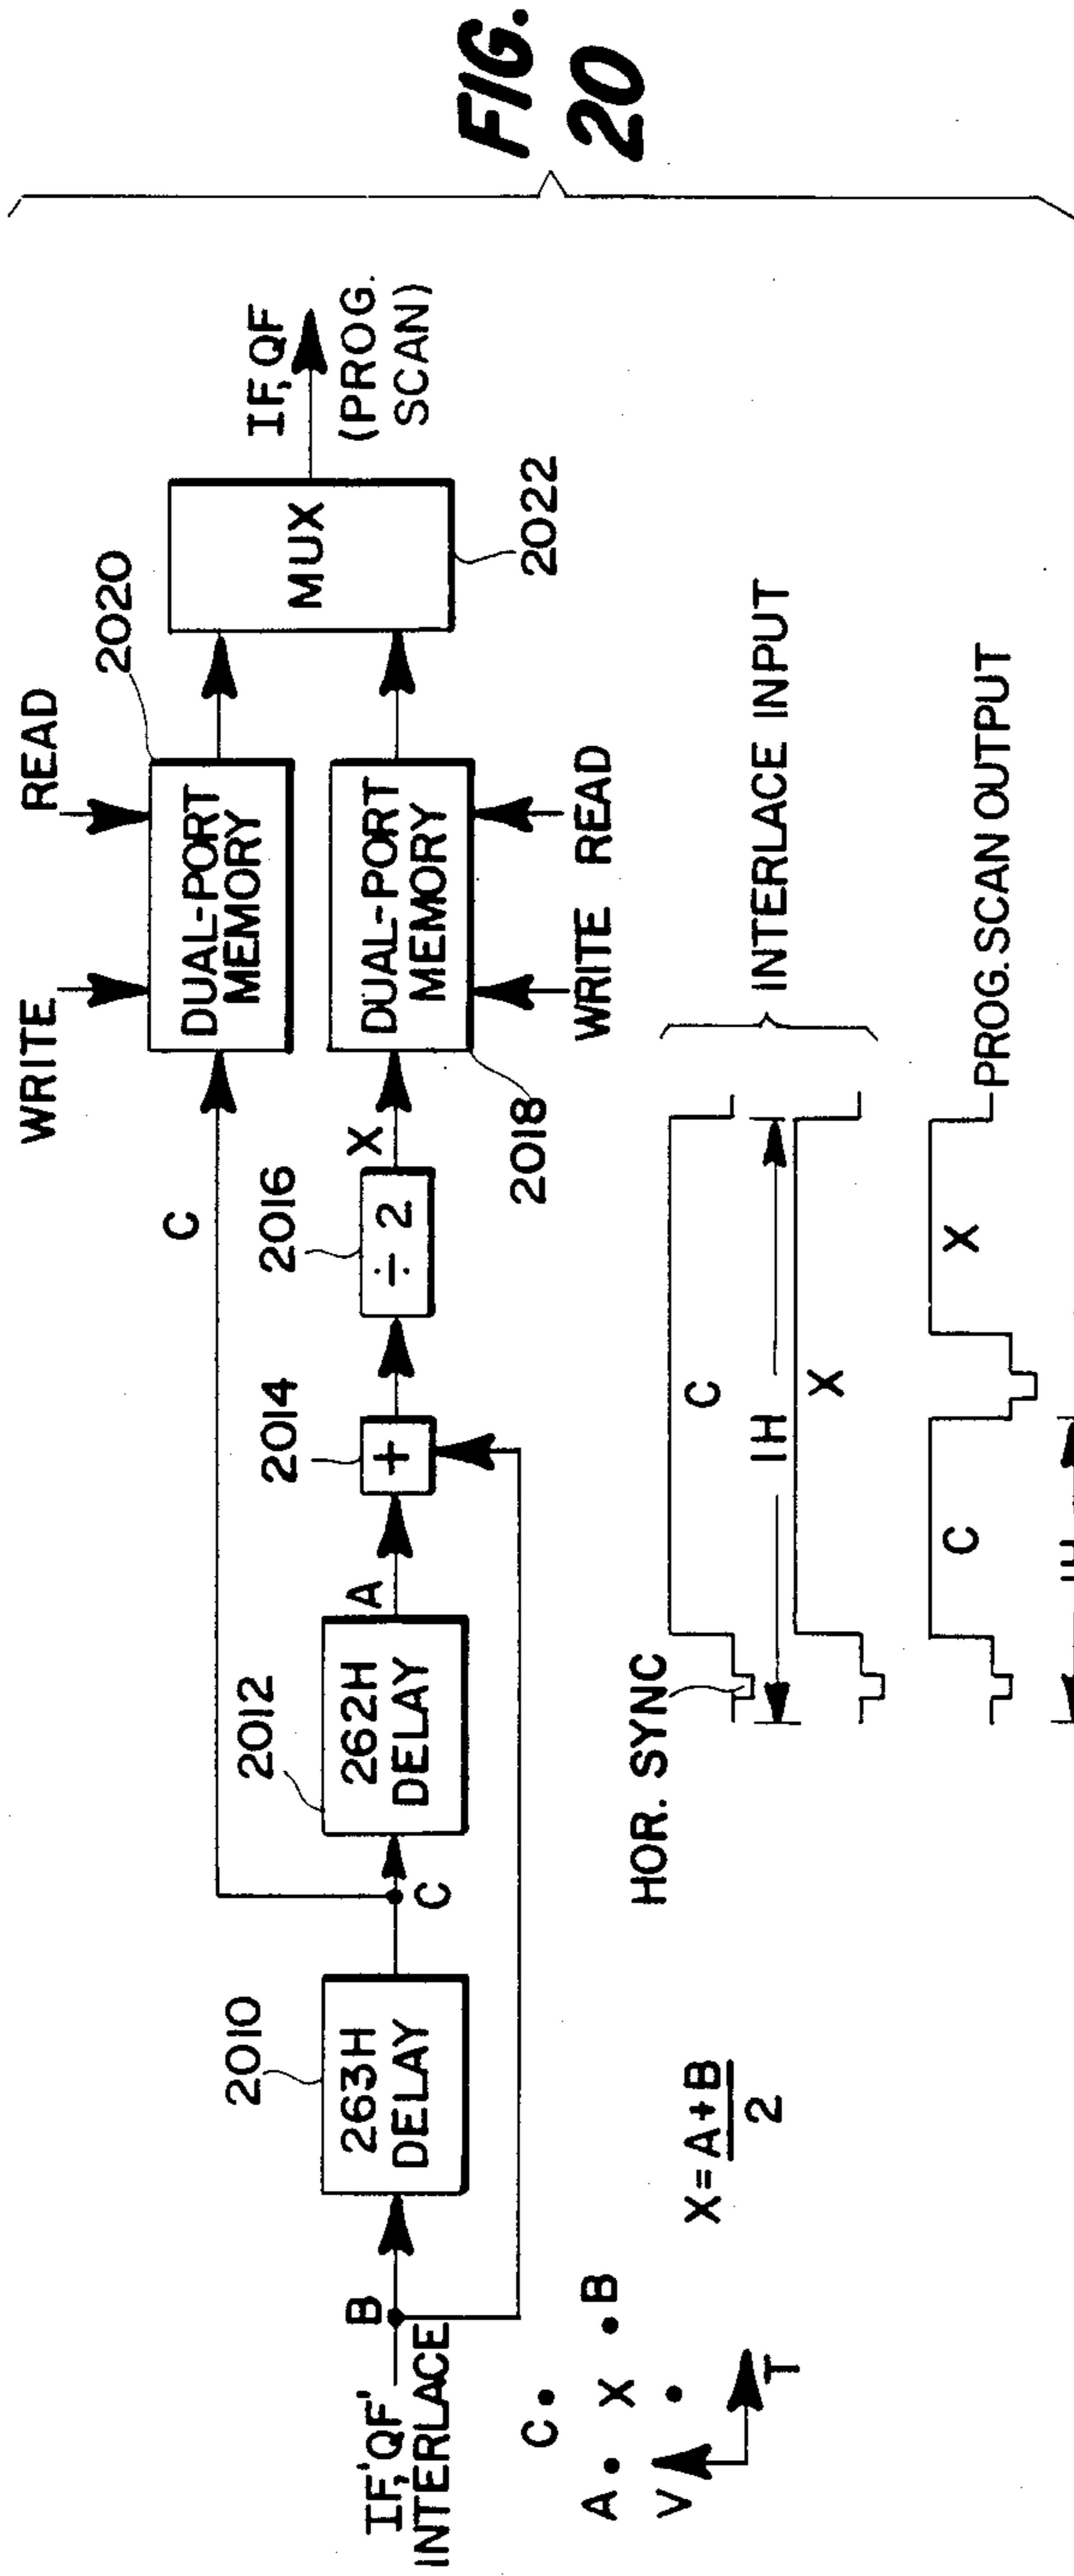 FIG.
20
WRITE
READ
2020
C
DUAL-PORT
MEMORY
IF, QF
(PROG.
SCAN)
MUX
2022
IF,' QF'
INTERLACE
B
2010
263H
DELAY
C
2012
262H
DELAY
A
2014
+
2016
÷ 2
X
DUAL-PORT
MEMORY
2018
WRITE
READ
C
A
X
B
V
T
X = A+B
2
HOR. SYNC
C
1H
X
INTERLACE INPUT
C
X
PROG. SCAN OUTPUT